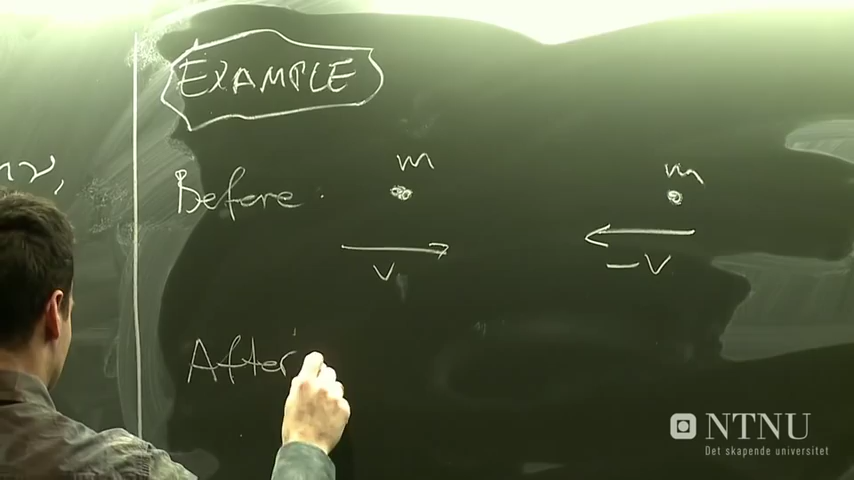 EXAMPLE
m m
Before.
v -v
After
NTNU
Det skapende universitet